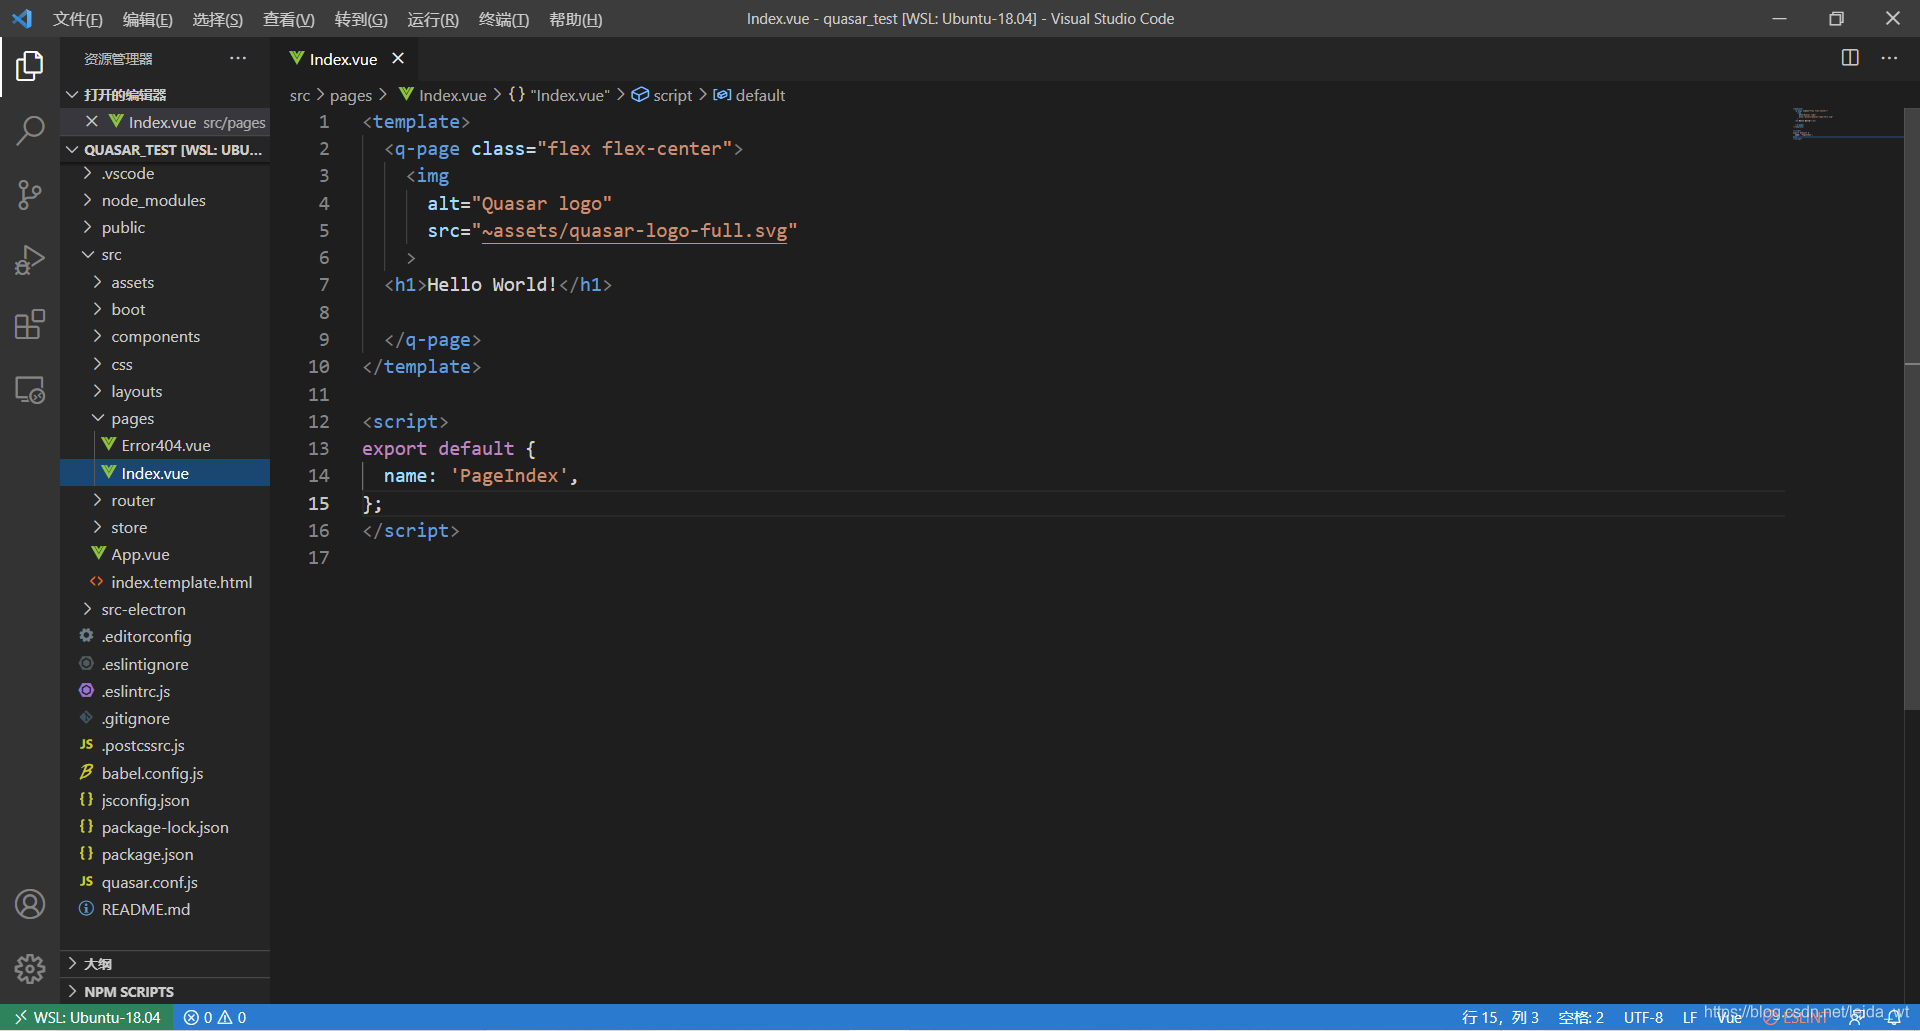 文件(F) 编辑(E) 选择(S) 查看(V) 转到(G) 运行(R) 终端(T) 帮助(H)
Index.vue - quasar_test [WSL: Ubuntu-18.04] - Visual Studio Code
资源管理器
打开的编辑器
Index.vue src/pages
QUASAR_TEST [WSL: UBU...
.vscode
node_modules
public
src
assets
boot
components
css
layouts
pages
Error404.vue
Index.vue
router
store
App.vue
index.template.html
src-electron
.editorconfig
.eslintignore
.eslintrc.js
.gitignore
.postcssrc.js
babel.config.js
jsconfig.json
package-lock.json
package.json
quasar.conf.js
README.md
大纲
NPM SCRIPTS
Index.vue
src > pages > Index.vue > {} "Index.vue" > script > default
1 <template>
2 <q-page class="flex flex-center">
3 <img
4 alt="Quasar logo"
5 src="~assets/quasar-logo-full.svg"
6 >
7 <h1>Hello World!</h1>
8
9 </q-page>
10 </template>
11
12 <script>
13 export default {
14 name: 'PageIndex',
15 };
16 </script>
17
WSL: Ubuntu-18.04 0 0 行 15，列 3 空格: 2 UTF-8 LF Vue ESLINT